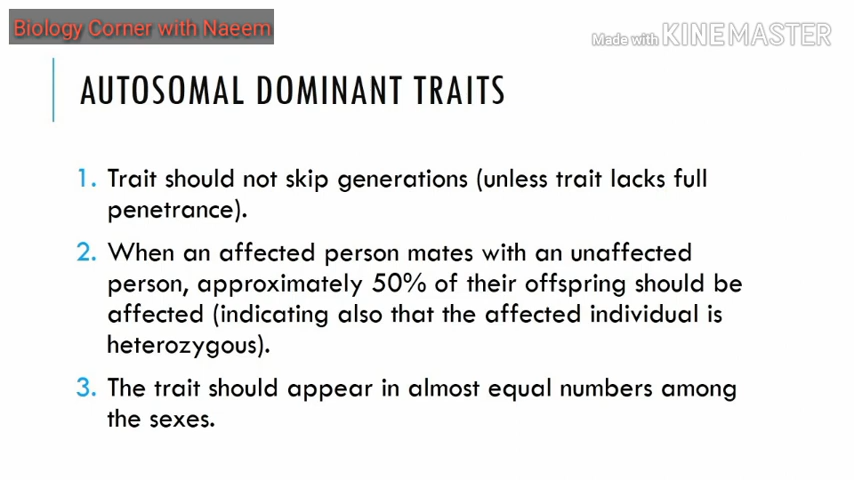 Biology Corner with Naeem
Made with KINEMASTER
AUTOSOMAL DOMINANT TRAITS
1. Trait should not skip generations (unless trait lacks full
penetrance).
2. When an affected person mates with an unaffected
person, approximately 50% of their offspring should be
affected (indicating also that the affected individual is
heterozygous).
3. The trait should appear in almost equal numbers among
the sexes.